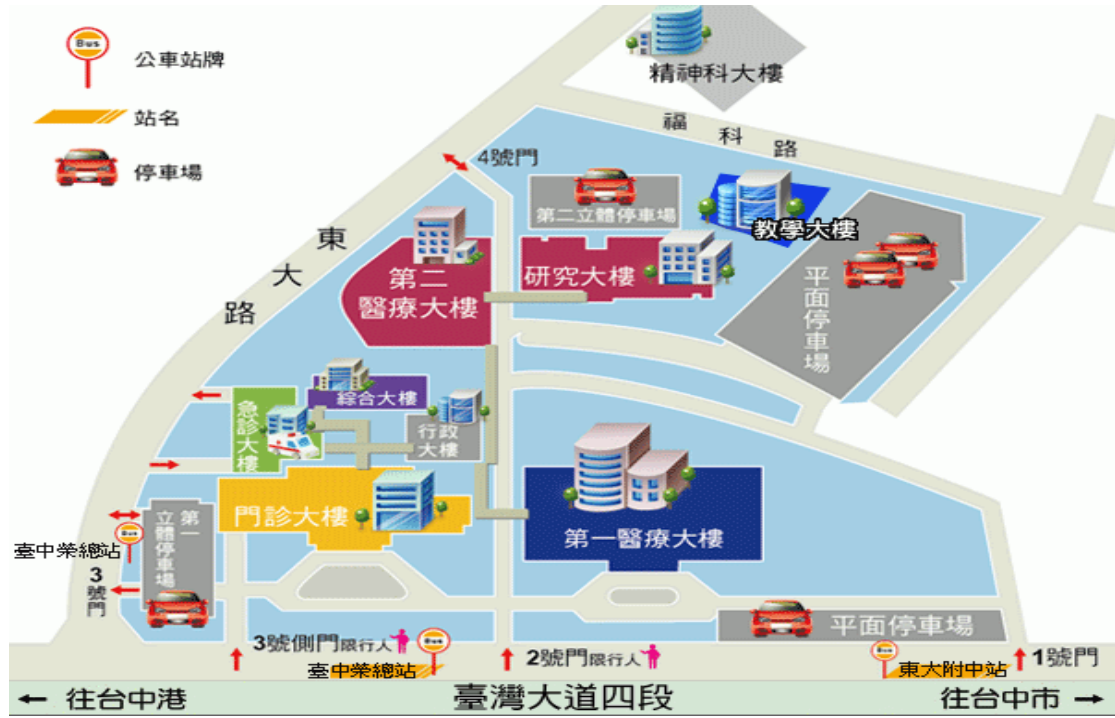 Bus
公車站牌
站名
停車場
精神科大樓
福科路
4號門
第二立體停車場
教學大樓
東大路
第二
醫療大樓
研究大樓
平面停車場
綜合大樓
急診大樓
行政
大樓
門診大樓
第一醫療大樓
第一
立體停車場
Bus
臺中榮總站
3號門
平面停車場
3號側門限行人
Bus
臺中榮總站
2號門限行人
Bus
東大附中站
1號門
← 往台中港
臺灣大道四段
往台中市 →